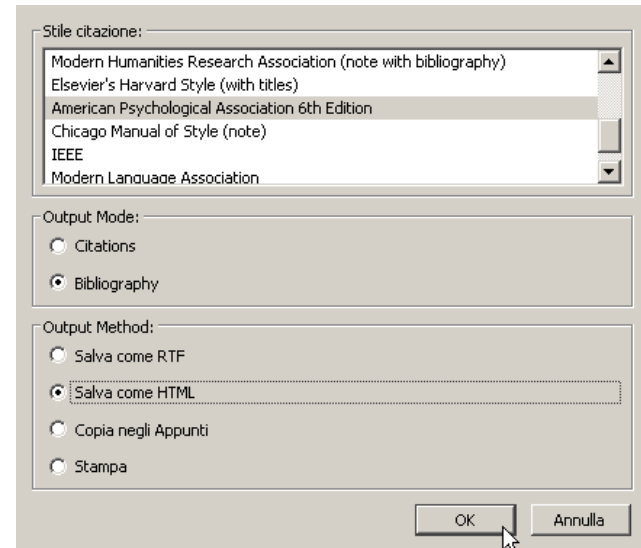 Stile citazione:
Modern Humanities Research Association (note with bibliography)
Elsevier's Harvard Style (with titles)
American Psychological Association 6th Edition
Chicago Manual of Style (note)
IEEE
Modern Language Association
Output Mode:
Citations
Bibliography
Output Method:
Salva come RTF
Salva come HTML
Copia negli Appunti
Stampa
OK Annulla